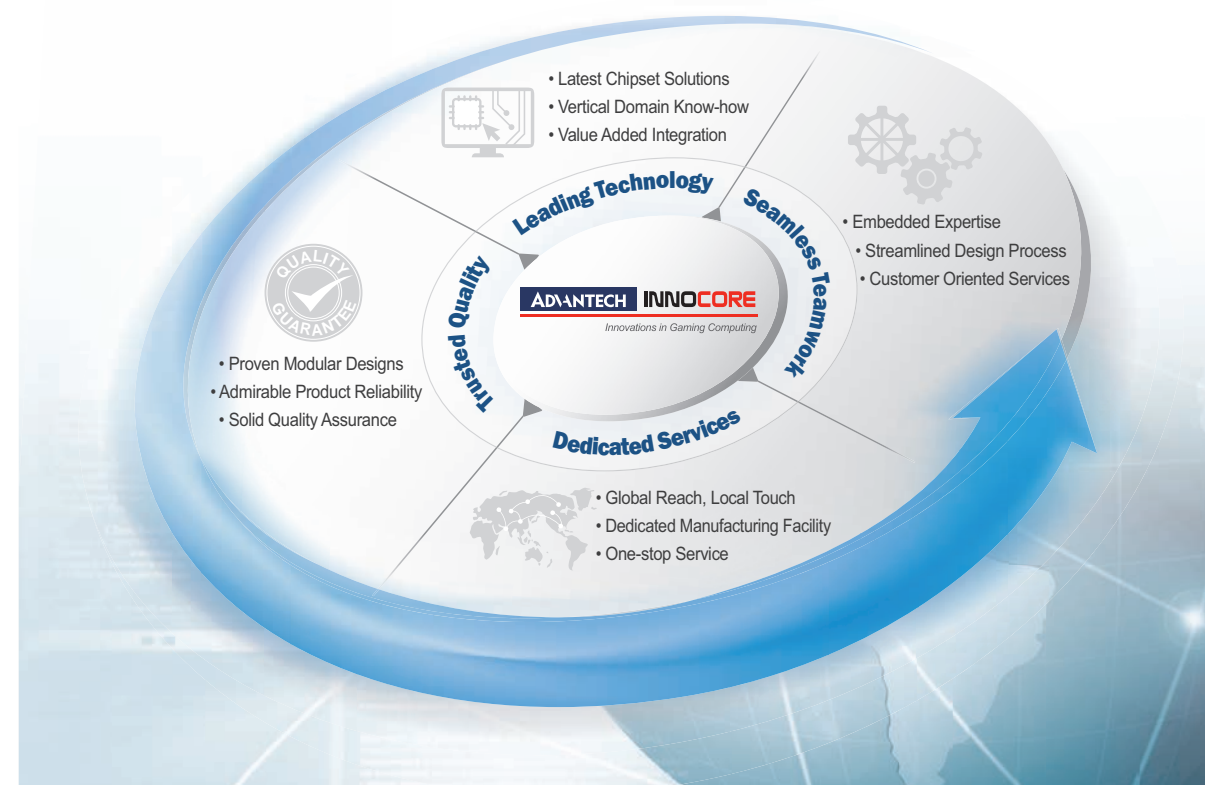 • Latest Chipset Solutions
• Vertical Domain Know-how
• Value Added Integration
Leading Technology
Seamless Teamwork
• Embedded Expertise
• Streamlined Design Process
• Customer Oriented Services
QUALITY
GUARANTEE
Trusted Quality
• Proven Modular Designs
• Admirable Product Reliability
• Solid Quality Assurance
ADVANTECH INNOCORE
Innovations in Gaming Computing
Dedicated Services
• Global Reach, Local Touch
• Dedicated Manufacturing Facility
• One-stop Service